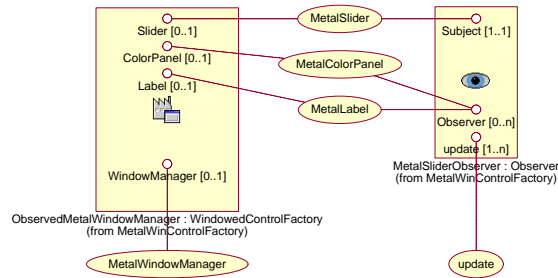 Slider [0..1]
MetalSlider
Subject [1..1]
ColorPanel [0..1]
MetalColorPanel
Label [0..1]
MetalLabel
Observer [0..n]
update [1..n]
WindowManager [0..1]
MetalSliderObserver : Observer
(from MetalWinControlFactory)
ObservedMetalWindowManager : WindowedControlFactory
(from MetalWinControlFactory)
MetalWindowManager
update